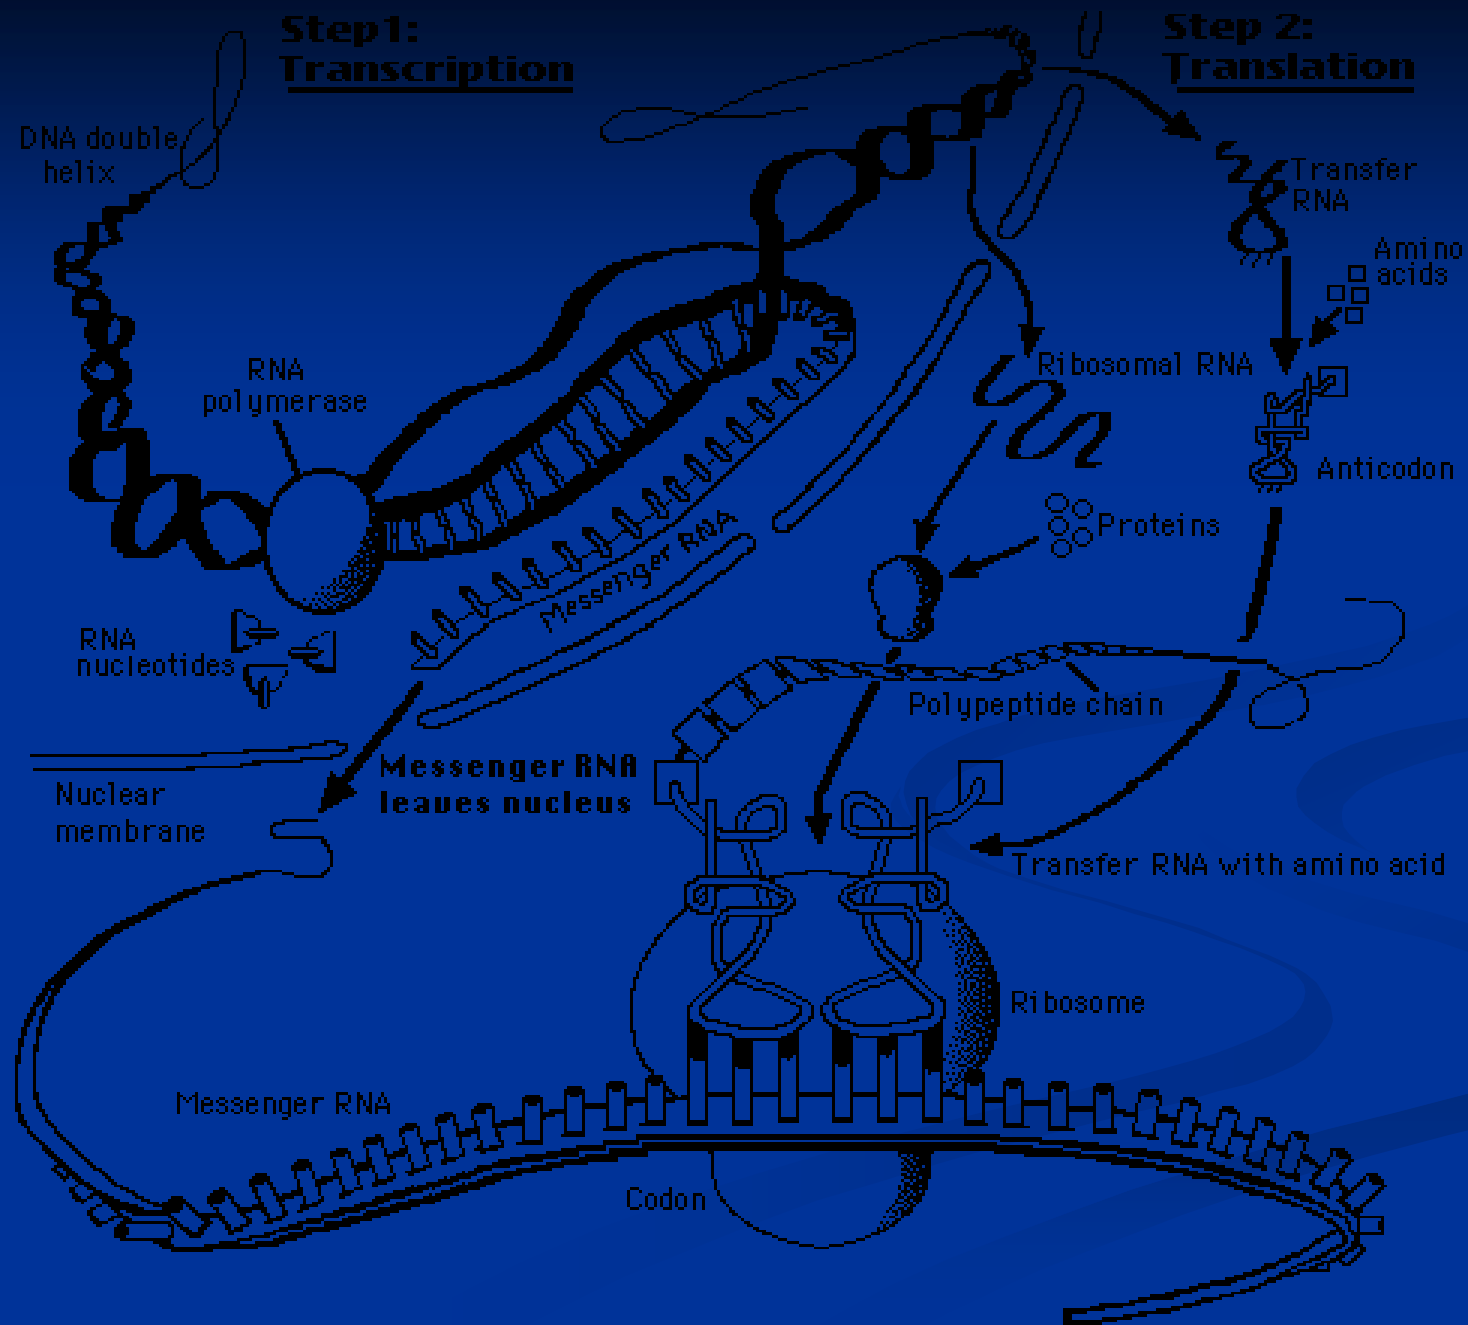 Step1:
Transcription
Step 2:
Translation
DNA double
helix
Transfer
RNA
Amino
acids
RNA
polymerase
Ribosomal RNA
Anticodon
Proteins
Messenger RNA
RNA
nucleotides
Polypeptide chain
Messenger RNA
leaves nucleus
Nuclear
membrane
Transfer RNA with amino acid
Ribosome
Messenger RNA
Codon